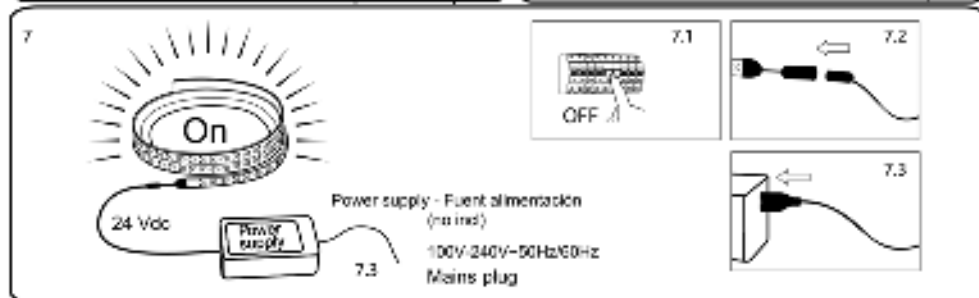 7
On
24 Vdc
Power
supply
7.3
Power supply - Fuent alimentación
(no incl)
100V-240V~50Hz/60Hz
Mains plug
7.1
OFF
7.2
7.3